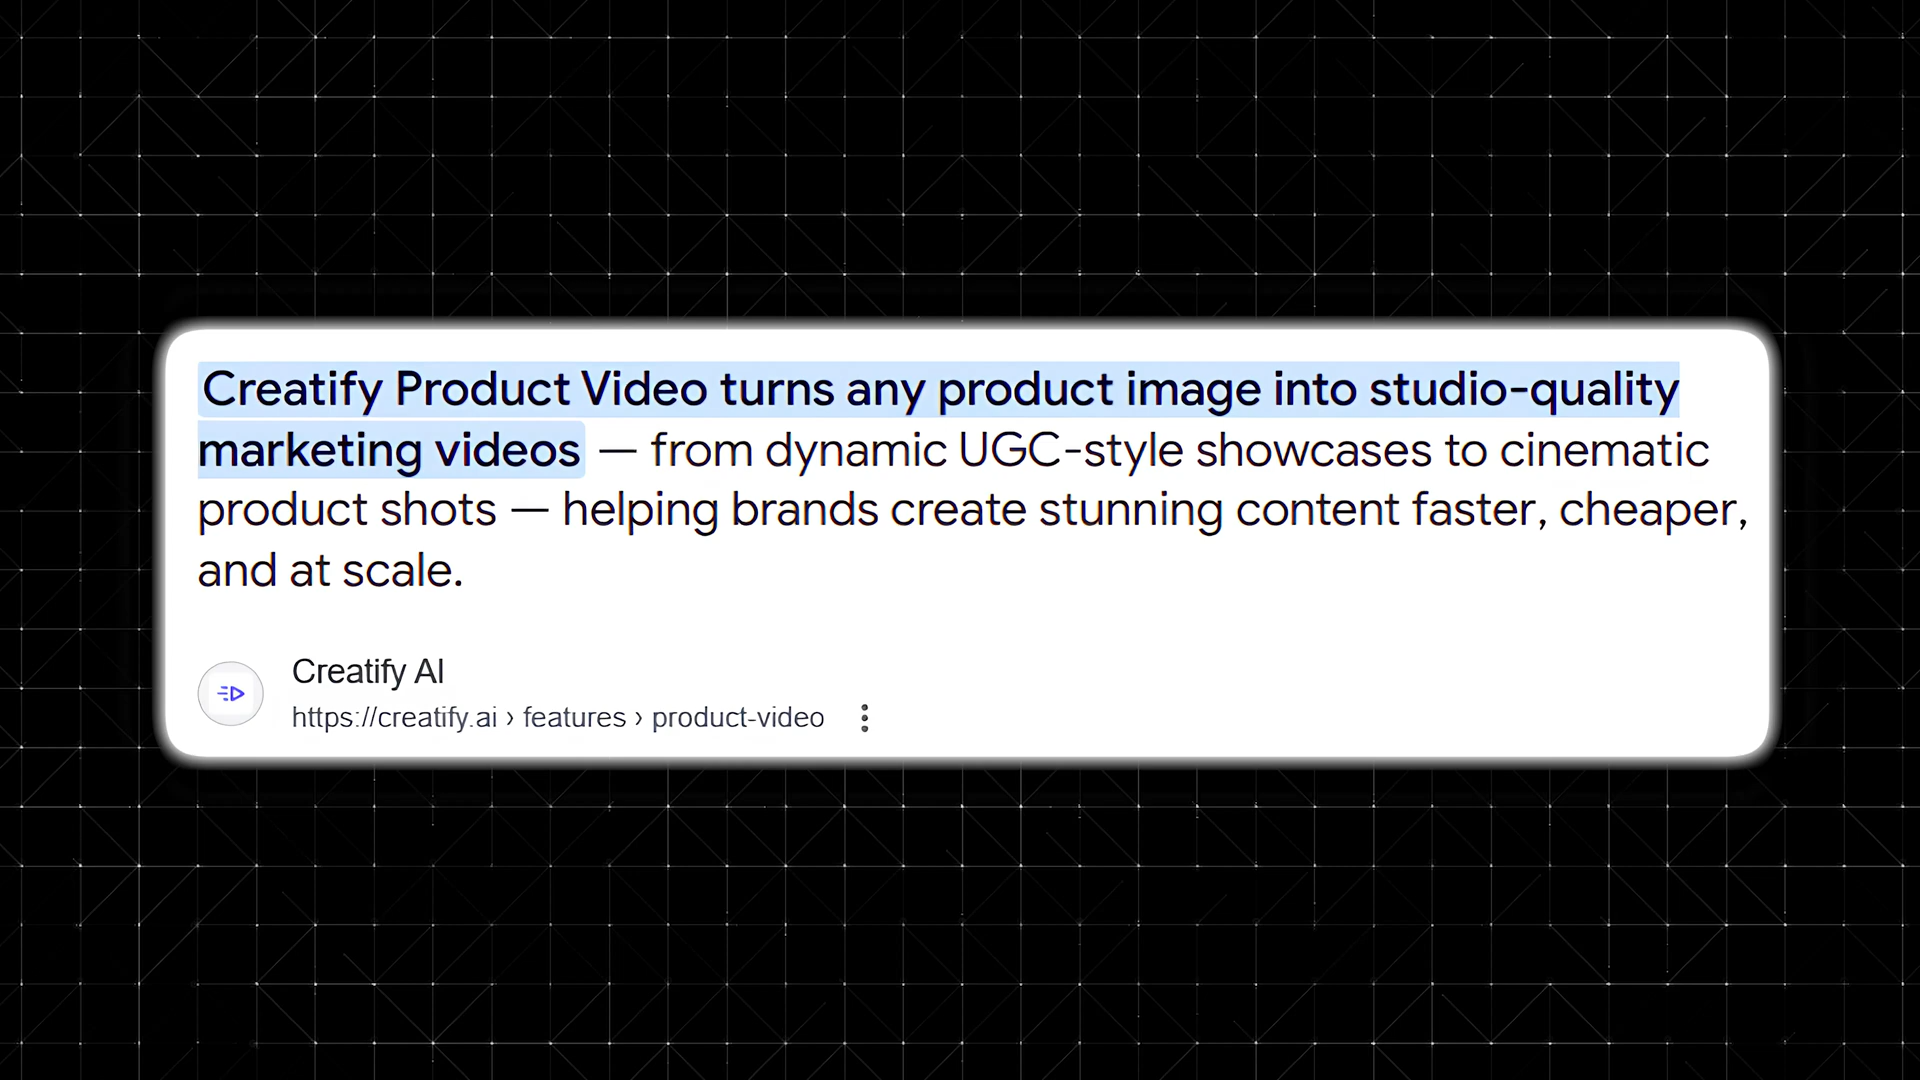 Creatify Product Video turns any product image into studio-quality
marketing videos — from dynamic UGC-style showcases to cinematic
product shots — helping brands create stunning content faster, cheaper,
and at scale.
Creatify AI
https://creatify.ai › features › product-video